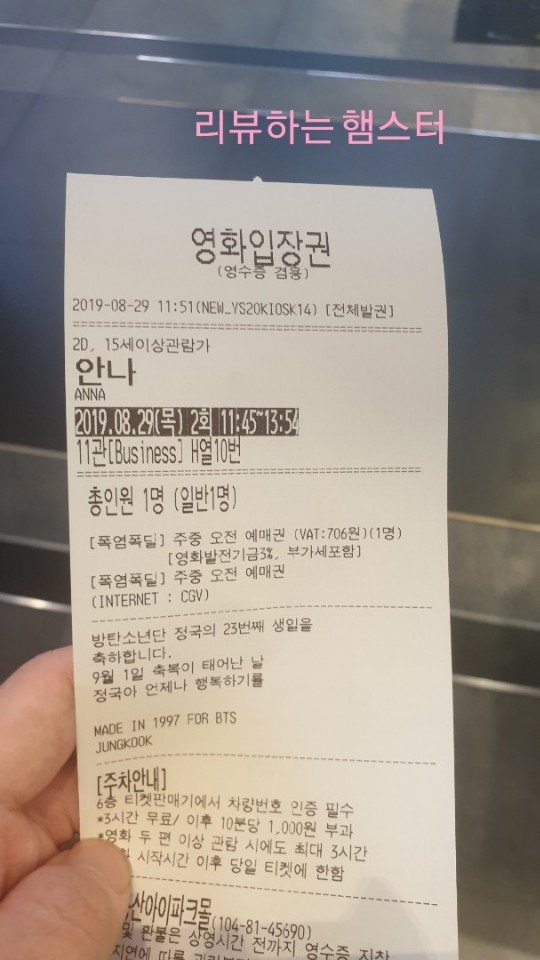 리뷰하는 햄스터
영화입장권
(영수증 겸용)
2019-08-29 11:51(NEW_YS20KIOSK14) [전체발권]
2D, 15세이상관람가
안나
ANNA
2019.08.29(목) 2회 11:45~13:54
11관[Business] H열10번
총인원 1명 (일반1명)
[폭염폭딜] 주중 오전 예매권 (VAT:706원)(1명)
[영화발전기금3%, 부가세포함]
[폭염폭딜] 주중 오전 예매권
(INTERNET : CGV)
방탄소년단 정국의 23번째 생일을
축하합니다.
9월 1일 축복이 태어난 날
정국아 언제나 행복하기를
MADE IN 1997 FOR BTS
JUNGKOOK
[주차안내]
6층 티켓판매기에서 차량번호 인증 필수
*3시간 무료/ 이후 10분당 1,000원 부과
*영화 두 편 이상 관람 시에도 최대 3시간
시작시간 이후 당일 티켓에 한함
산아이파크몰(104-81-45690)
및 환불은 상영시간 전까지 영수증 지참
지연에 따른